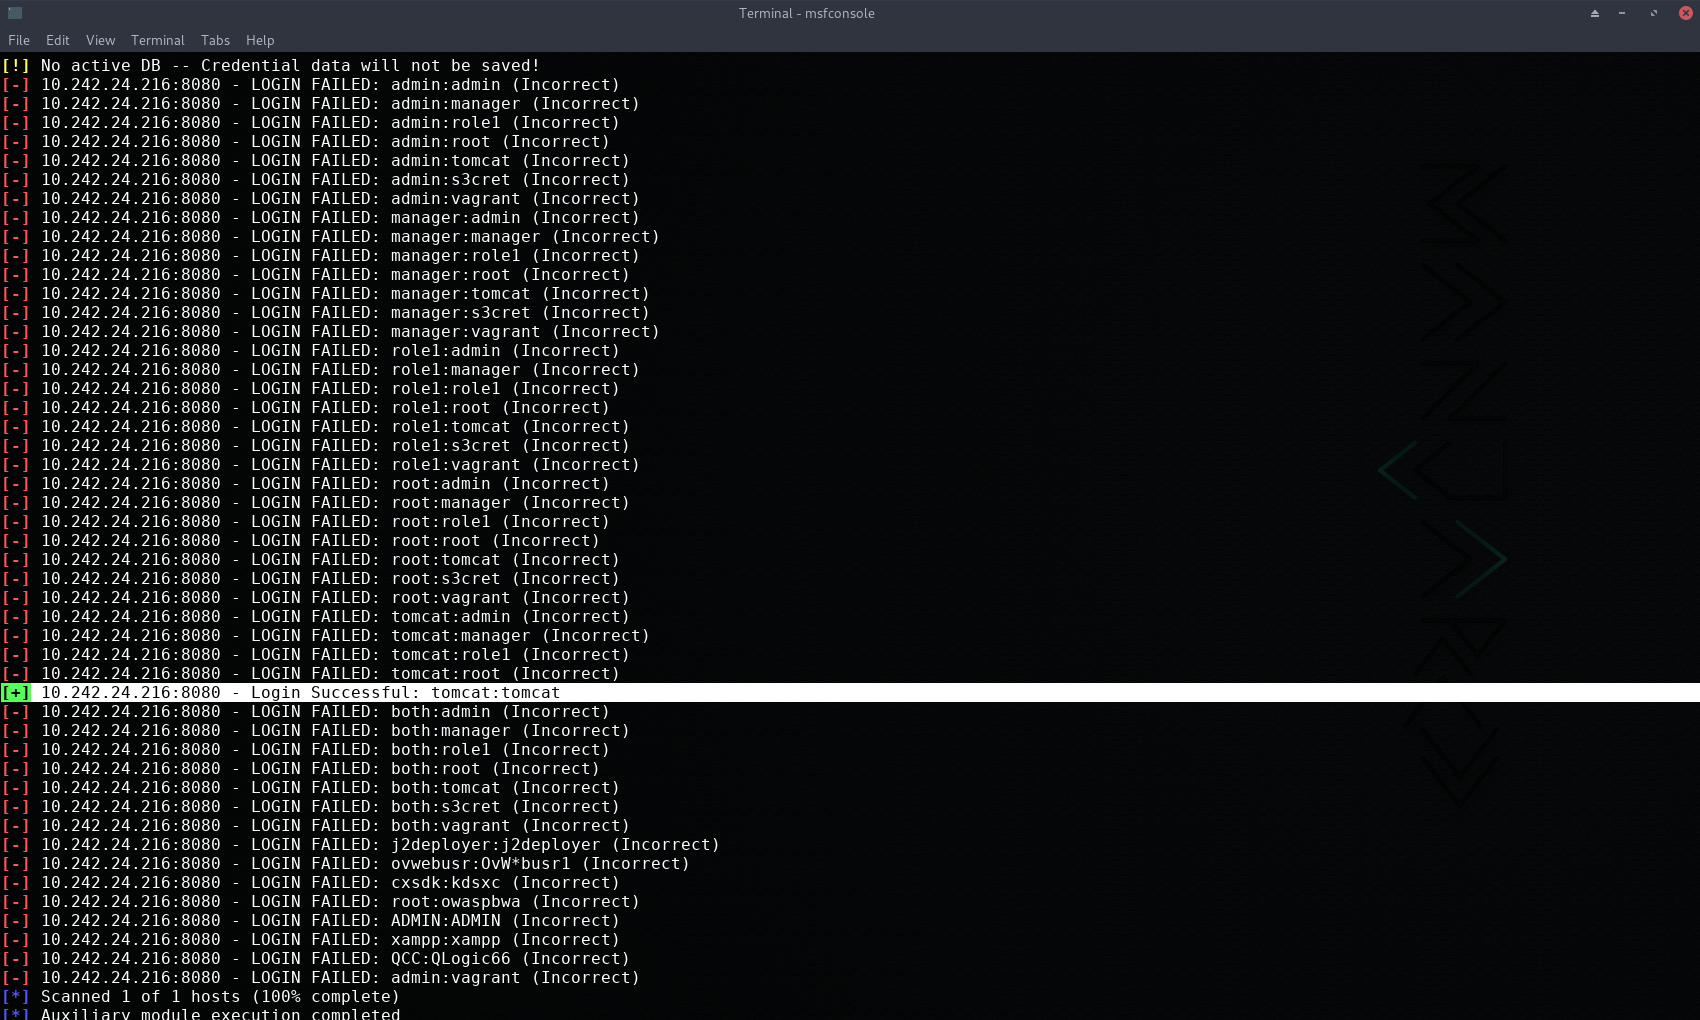 Terminal - msfconsole
File Edit View Terminal Tabs Help
[!] No active DB -- Credential data will not be saved!
[-] 10.242.24.216:8080 - LOGIN FAILED: admin:admin (Incorrect)
[-] 10.242.24.216:8080 - LOGIN FAILED: admin:manager (Incorrect)
[-] 10.242.24.216:8080 - LOGIN FAILED: admin:role1 (Incorrect)
[-] 10.242.24.216:8080 - LOGIN FAILED: admin:root (Incorrect)
[-] 10.242.24.216:8080 - LOGIN FAILED: admin:tomcat (Incorrect)
[-] 10.242.24.216:8080 - LOGIN FAILED: admin:s3cret (Incorrect)
[-] 10.242.24.216:8080 - LOGIN FAILED: admin:vagrant (Incorrect)
[-] 10.242.24.216:8080 - LOGIN FAILED: manager:admin (Incorrect)
[-] 10.242.24.216:8080 - LOGIN FAILED: manager:manager (Incorrect)
[-] 10.242.24.216:8080 - LOGIN FAILED: manager:role1 (Incorrect)
[-] 10.242.24.216:8080 - LOGIN FAILED: manager:root (Incorrect)
[-] 10.242.24.216:8080 - LOGIN FAILED: manager:tomcat (Incorrect)
[-] 10.242.24.216:8080 - LOGIN FAILED: manager:s3cret (Incorrect)
[-] 10.242.24.216:8080 - LOGIN FAILED: manager:vagrant (Incorrect)
[-] 10.242.24.216:8080 - LOGIN FAILED: role1:admin (Incorrect)
[-] 10.242.24.216:8080 - LOGIN FAILED: role1:manager (Incorrect)
[-] 10.242.24.216:8080 - LOGIN FAILED: role1:role1 (Incorrect)
[-] 10.242.24.216:8080 - LOGIN FAILED: role1:root (Incorrect)
[-] 10.242.24.216:8080 - LOGIN FAILED: role1:tomcat (Incorrect)
[-] 10.242.24.216:8080 - LOGIN FAILED: role1:s3cret (Incorrect)
[-] 10.242.24.216:8080 - LOGIN FAILED: role1:vagrant (Incorrect)
[-] 10.242.24.216:8080 - LOGIN FAILED: root:admin (Incorrect)
[-] 10.242.24.216:8080 - LOGIN FAILED: root:manager (Incorrect)
[-] 10.242.24.216:8080 - LOGIN FAILED: root:role1 (Incorrect)
[-] 10.242.24.216:8080 - LOGIN FAILED: root:root (Incorrect)
[-] 10.242.24.216:8080 - LOGIN FAILED: root:tomcat (Incorrect)
[-] 10.242.24.216:8080 - LOGIN FAILED: root:s3cret (Incorrect)
[-] 10.242.24.216:8080 - LOGIN FAILED: root:vagrant (Incorrect)
[-] 10.242.24.216:8080 - LOGIN FAILED: tomcat:admin (Incorrect)
[-] 10.242.24.216:8080 - LOGIN FAILED: tomcat:manager (Incorrect)
[-] 10.242.24.216:8080 - LOGIN FAILED: tomcat:role1 (Incorrect)
[-] 10.242.24.216:8080 - LOGIN FAILED: tomcat:root (Incorrect)
[+] 10.242.24.216:8080 - Login Successful: tomcat:tomcat
[-] 10.242.24.216:8080 - LOGIN FAILED: both:admin (Incorrect)
[-] 10.242.24.216:8080 - LOGIN FAILED: both:manager (Incorrect)
[-] 10.242.24.216:8080 - LOGIN FAILED: both:role1 (Incorrect)
[-] 10.242.24.216:8080 - LOGIN FAILED: both:root (Incorrect)
[-] 10.242.24.216:8080 - LOGIN FAILED: both:tomcat (Incorrect)
[-] 10.242.24.216:8080 - LOGIN FAILED: both:s3cret (Incorrect)
[-] 10.242.24.216:8080 - LOGIN FAILED: both:vagrant (Incorrect)
[-] 10.242.24.216:8080 - LOGIN FAILED: j2deployer:j2deployer (Incorrect)
[-] 10.242.24.216:8080 - LOGIN FAILED: ovwebusr:OvW*busr1 (Incorrect)
[-] 10.242.24.216:8080 - LOGIN FAILED: cxsdk:kdsxc (Incorrect)
[-] 10.242.24.216:8080 - LOGIN FAILED: root:owaspbwa (Incorrect)
[-] 10.242.24.216:8080 - LOGIN FAILED: ADMIN:ADMIN (Incorrect)
[-] 10.242.24.216:8080 - LOGIN FAILED: xampp:xampp (Incorrect)
[-] 10.242.24.216:8080 - LOGIN FAILED: QCC:QLogic66 (Incorrect)
[-] 10.242.24.216:8080 - LOGIN FAILED: admin:vagrant (Incorrect)
[*] Scanned 1 of 1 hosts (100% complete)
[*] Auxiliary module execution completed